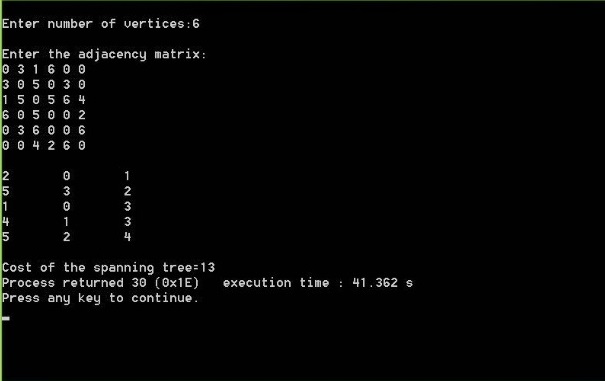 Enter number of vertices:6
Enter the adjacency matrix:
0 3 1 6 0 0
3 0 5 0 3 0
1 5 0 5 6 4
6 0 5 0 0 2
0 3 6 0 0 6
0 0 4 2 6 0
2 0 1
5 3 2
1 0 3
4 1 3
5 2 4
Cost of the spanning tree=13
Process returned 30 (0x1E) execution time : 41.362 s
Press any key to continue.